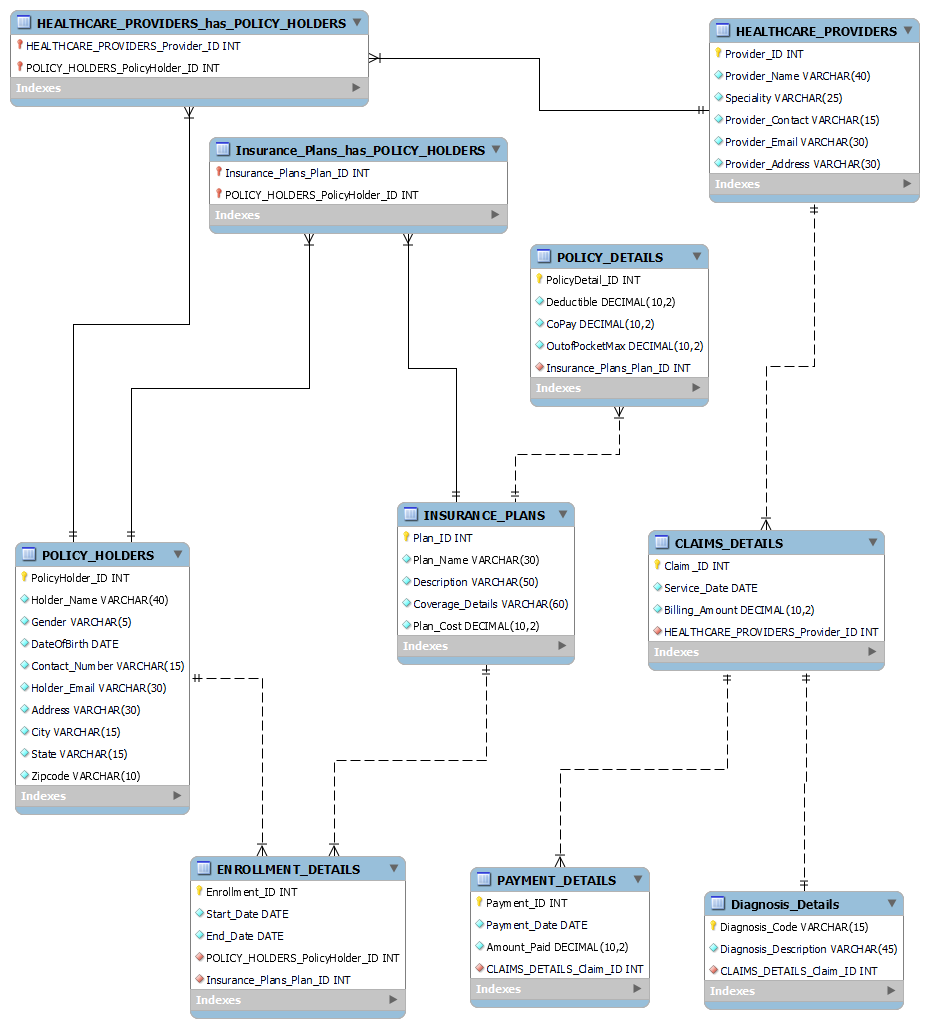 HEALTHCARE_PROVIDERS_has_POLICY_HOLDERS
HEALTHCARE_PROVIDERS_Provider_ID INT
POLICY_HOLDERS_PolicyHolder_ID INT
Indexes
HEALTHCARE_PROVIDERS
Provider_ID INT
Provider_Name VARCHAR(40)
Speciality VARCHAR(25)
Provider_Contact VARCHAR(15)
Provider_Email VARCHAR(30)
Provider_Address VARCHAR(30)
Indexes
Insurance_Plans_has_POLICY_HOLDERS
Insurance_Plans_Plan_ID INT
POLICY_HOLDERS_PolicyHolder_ID INT
Indexes
POLICY_DETAILS
PolicyDetail_ID INT
Deductible DECIMAL(10,2)
CoPay DECIMAL(10,2)
OutofPocketMax DECIMAL(10,2)
Insurance_Plans_Plan_ID INT
Indexes
POLICY_HOLDERS
PolicyHolder_ID INT
Holder_Name VARCHAR(40)
Gender VARCHAR(5)
DateOfBirth DATE
Contact_Number VARCHAR(15)
Holder_Email VARCHAR(30)
Address VARCHAR(30)
City VARCHAR(15)
State VARCHAR(15)
Zipcode VARCHAR(10)
Indexes
INSURANCE_PLANS
Plan_ID INT
Plan_Name VARCHAR(30)
Description VARCHAR(50)
Coverage_Details VARCHAR(60)
Plan_Cost DECIMAL(10,2)
Indexes
CLAIMS_DETAILS
Claim_ID INT
Service_Date DATE
Billing_Amount DECIMAL(10,2)
HEALTHCARE_PROVIDERS_Provider_ID INT
Indexes
ENROLLMENT_DETAILS
Enrollment_ID INT
Start_Date DATE
End_Date DATE
POLICY_HOLDERS_PolicyHolder_ID INT
Insurance_Plans_Plan_ID INT
Indexes
PAYMENT_DETAILS
Payment_ID INT
Payment_Date DATE
Amount_Paid DECIMAL(10,2)
CLAIMS_DETAILS_Claim_ID INT
Indexes
Diagnosis_Details
Diagnosis_Code VARCHAR(15)
Diagnosis_Description VARCHAR(45)
CLAIMS_DETAILS_Claim_ID INT
Indexes